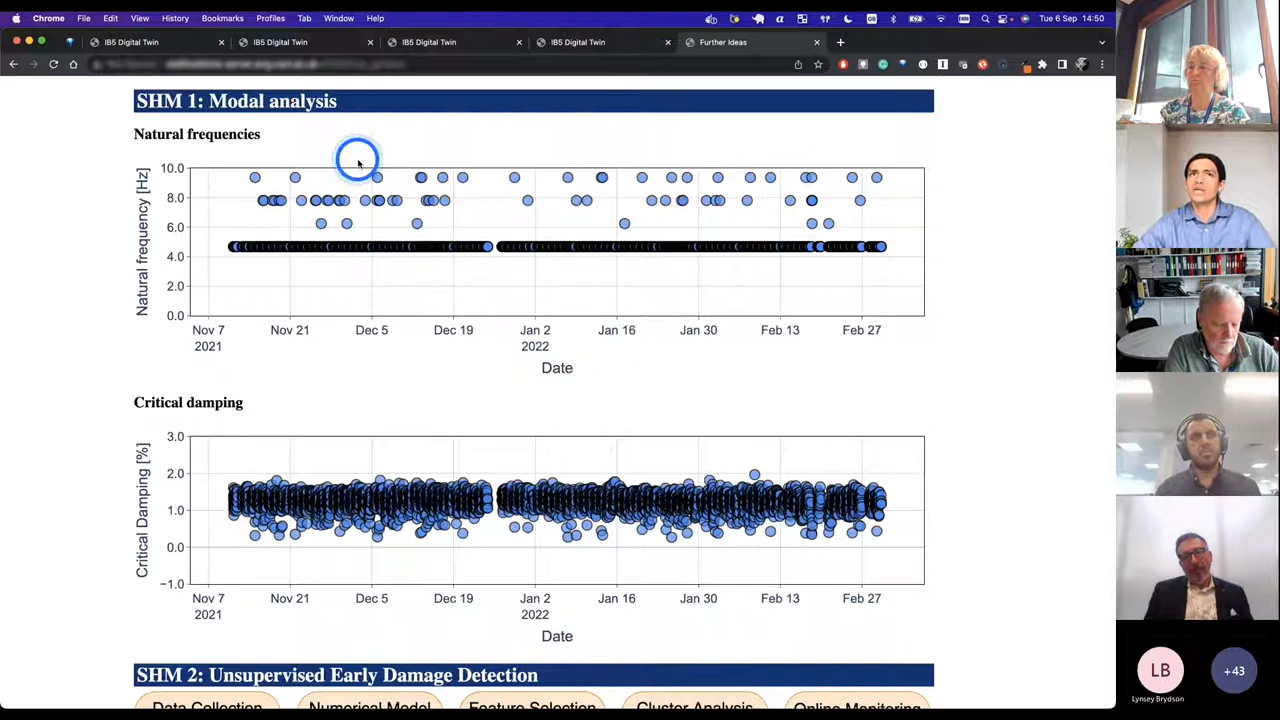 Chrome File Edit View History Bookmarks Profiles Tab Window Help Tue 6 Sep 14:50
IB5 Digital Twin IB5 Digital Twin IB5 Digital Twin IB5 Digital Twin Further Ideas
SHM 1: Modal analysis
Natural frequencies
Natural frequency [Hz]
10.0
8.0
6.0
4.0
2.0
0.0
Nov 7 Nov 21 Dec 5 Dec 19 Jan 2 Jan 16 Jan 30 Feb 13 Feb 27
2021 2022
Date
Critical damping
Critical Damping [%]
3.0
2.0
1.0
0.0
−1.0
Nov 7 Nov 21 Dec 5 Dec 19 Jan 2 Jan 16 Jan 30 Feb 13 Feb 27
2021 2022
Date
SHM 2: Unsupervised Early Damage Detection
Data Collection Numerical Model Feature Selection Cluster Analysis Online Monitoring
LB +43
Lynsey Brydson